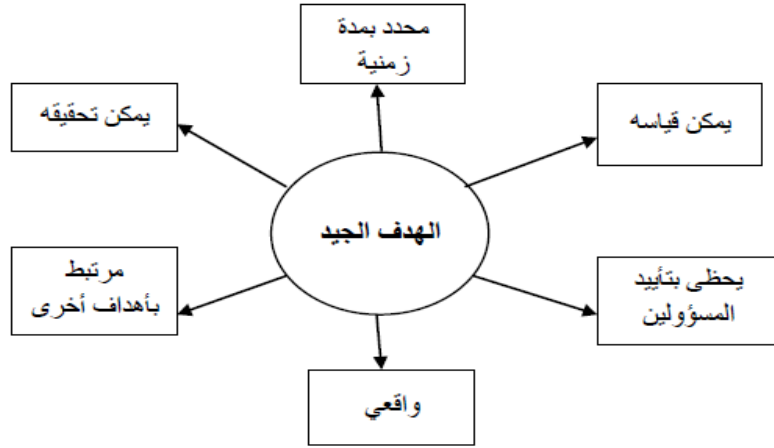 محدد بمدة
زمنية
يمكن قياسه
يمكن تحقيقه
الهدف الجيد
يحظى بتأييد
المسؤولين
مرتبط
بأهداف أخرى
واقعي